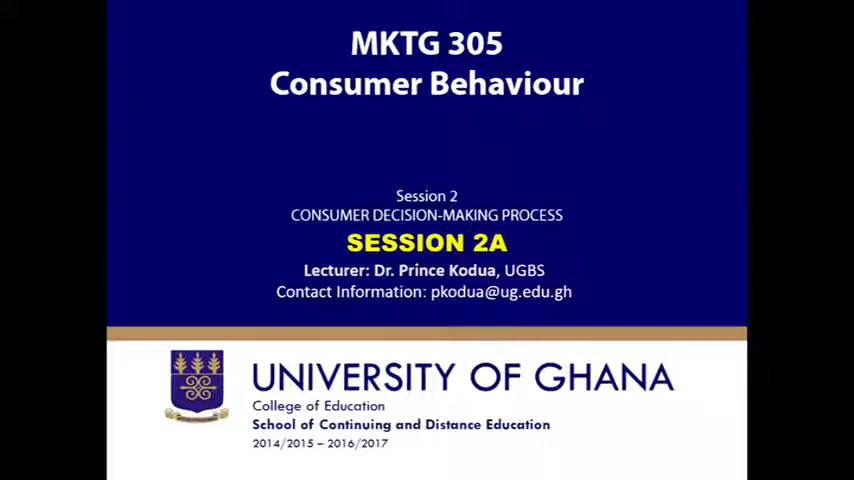 MKTG 305
Consumer Behaviour
Session 2
CONSUMER DECISION-MAKING PROCESS
SESSION 2A
Lecturer: Dr. Prince Kodua, UGBS
Contact Information: pkodua@ug.edu.gh
UNIVERSITY OF GHANA
College of Education
School of Continuing and Distance Education
2014/2015 – 2016/2017